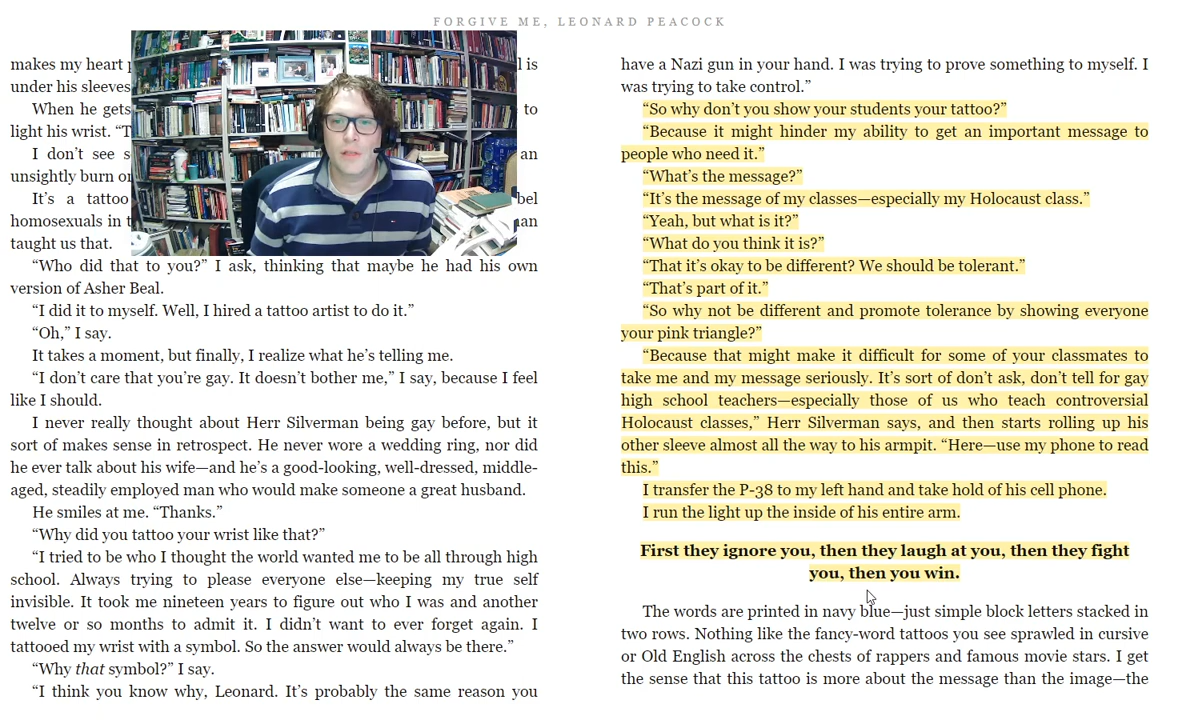 FORGIVE ME, LEONARD PEACOCK
makes my heart
l is
under his sleeves
When he gets
to
light his wrist. “T
I don’t see s
an
unsightly burn or
It’s a tattoo
bel
homosexuals in t
an
taught us that.
“Who did that to you?” I ask, thinking that maybe he had his own
version of Asher Beal.
“I did it to myself. Well, I hired a tattoo artist to do it.”
“Oh,” I say.
It takes a moment, but finally, I realize what he’s telling me.
“I don’t care that you’re gay. It doesn’t bother me,” I say, because I feel
like I should.
I never really thought about Herr Silverman being gay before, but it
sort of makes sense in retrospect. He never wore a wedding ring, nor did
he ever talk about his wife—and he’s a good-looking, well-dressed, middle-
aged, steadily employed man who would make someone a great husband.
He smiles at me. “Thanks.”
“Why did you tattoo your wrist like that?”
“I tried to be who I thought the world wanted me to be all through high
school. Always trying to please everyone else—keeping my true self
invisible. It took me nineteen years to figure out who I was and another
twelve or so months to admit it. I didn’t want to ever forget again. I
tattooed my wrist with a symbol. So the answer would always be there.”
“Why that symbol?” I say.
“I think you know why, Leonard. It’s probably the same reason you
have a Nazi gun in your hand. I was trying to prove something to myself. I
was trying to take control.”
“So why don’t you show your students your tattoo?”
“Because it might hinder my ability to get an important message to
people who need it.”
“What’s the message?”
“It’s the message of my classes—especially my Holocaust class.”
“Yeah, but what is it?”
“What do you think it is?”
“That it’s okay to be different? We should be tolerant.”
“That’s part of it.”
“So why not be different and promote tolerance by showing everyone
your pink triangle?”
“Because that might make it difficult for some of your classmates to
take me and my message seriously. It’s sort of don’t ask, don’t tell for gay
high school teachers—especially those of us who teach controversial
Holocaust classes,” Herr Silverman says, and then starts rolling up his
other sleeve almost all the way to his armpit. “Here—use my phone to read
this.”
I transfer the P-38 to my left hand and take hold of his cell phone.
I run the light up the inside of his entire arm.
First they ignore you, then they laugh at you, then they fight
you, then you win.
The words are printed in navy blue—just simple block letters stacked in
two rows. Nothing like the fancy-word tattoos you see sprawled in cursive
or Old English across the chests of rappers and famous movie stars. I get
the sense that this tattoo is more about the message than the image—the